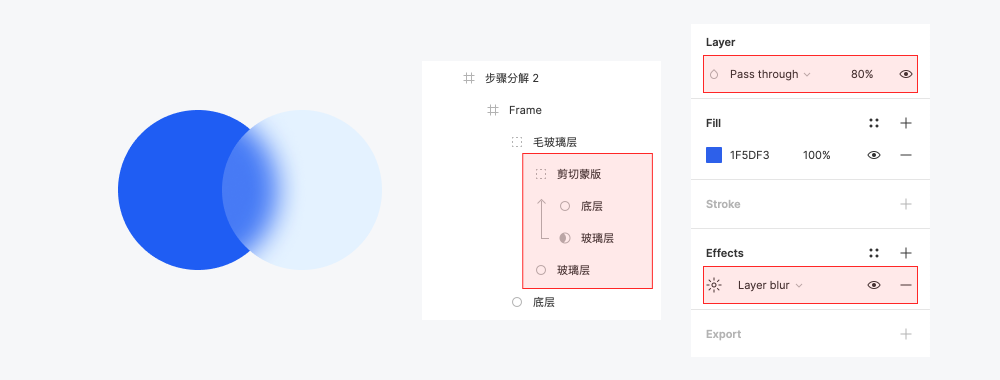 步骤分解 2
Frame
毛玻璃层
剪切蒙版
底层
玻璃层
玻璃层
底层
Layer
Pass through 80%
Fill
1F5DF3 100%
Stroke
Effects
Layer blur
Export